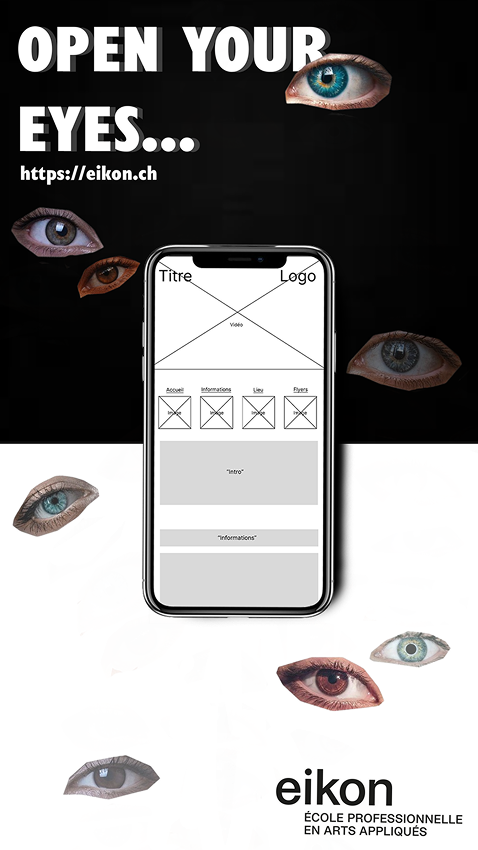 OPEN YOUR
EYES...
https://eikon.ch
Titre
Logo
Vidéo
Accueil
Informations
Lieu
Flyers
Image
Image
Image
Image
"Intro"
"Informations"
eikon
ÉCOLE PROFESSIONNELLE
EN ARTS APPLIQUÉS